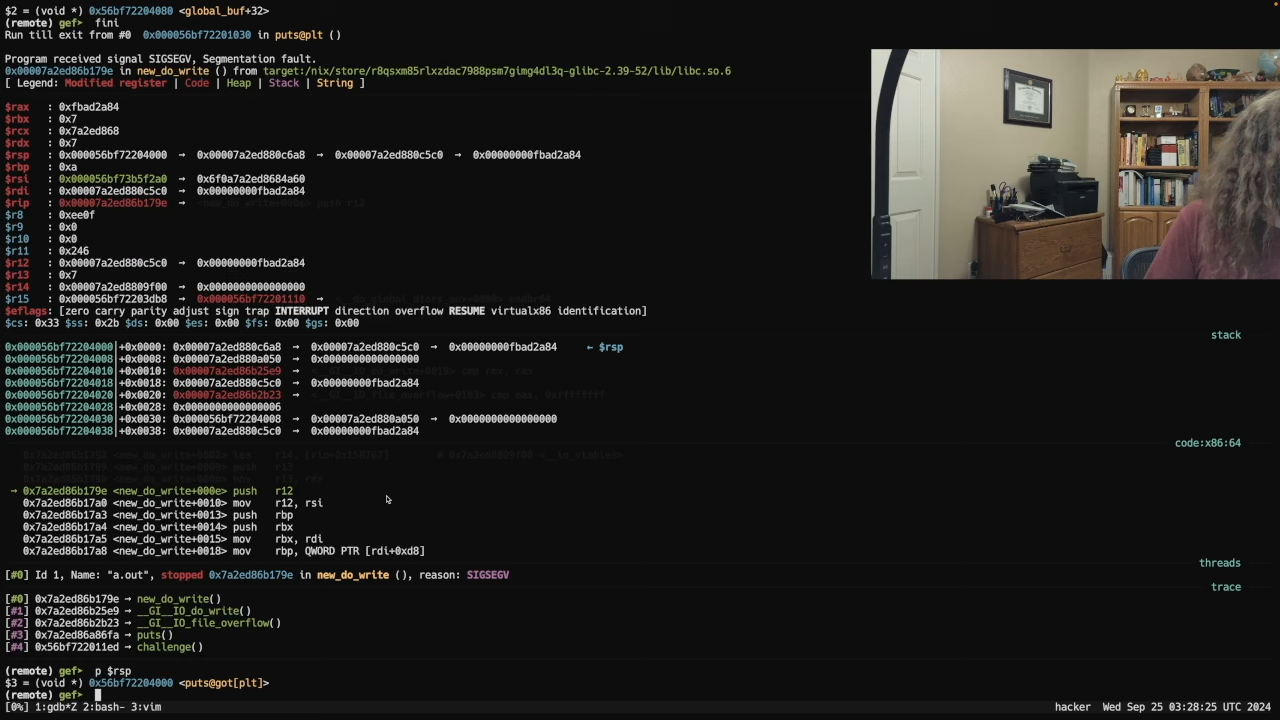 $2 = (void *) 0x56bf72204080 <global_buf+32>
(remote) gef➤  fini
Run till exit from #0  0x000056bf72201030 in puts@plt ()
Program received signal SIGSEGV, Segmentation fault.
0x00007a2ed86b179e in new_do_write () from target:/nix/store/r8qsxm85rlxzdac7988psm7gimg4dl3q-glibc-2.39-52/lib/libc.so.6
[ Legend: Modified register | Code | Heap | Stack | String ]
$rax   : 0xfbad2a84
$rbx   : 0x7
$rcx   : 0x7a2ed868
$rdx   : 0x7
$rsp   : 0x000056bf72204000  →  0x00007a2ed880c6a8  →  0x00007a2ed880c5c0  →  0x00000000fbad2a84
$rbp   : 0xa
$rsi   : 0x000056bf73b5f2a0  →  0x6f0a7a2ed8684a60
$rdi   : 0x00007a2ed880c5c0  →  0x00000000fbad2a84
$rip   : 0x00007a2ed86b179e  →  <new_do_write+000e> push r12
$r8    : 0xee0f
$r9    : 0x0
$r10   : 0x0
$r11   : 0x246
$r12   : 0x00007a2ed880c5c0  →  0x00000000fbad2a84
$r13   : 0x7
$r14   : 0x00007a2ed8809f00  →  0x0000000000000000
$r15   : 0x000056bf72203db8  →  0x000056bf72201110  →
$eflags: [zero carry parity adjust sign trap INTERRUPT direction overflow RESUME virtualx86 identification]
$cs: 0x33 $ss: 0x2b $ds: 0x00 $es: 0x00 $fs: 0x00 $gs: 0x00
stack
0x000056bf72204000│+0x0000: 0x00007a2ed880c6a8  →  0x00007a2ed880c5c0  →  0x00000000fbad2a84     ← $rsp
0x000056bf72204008│+0x0008: 0x00007a2ed880a050  →  0x0000000000000000
0x000056bf72204010│+0x0010: 0x00007a2ed86b25e9  →
0x000056bf72204018│+0x0018: 0x00007a2ed880c5c0  →  0x00000000fbad2a84
0x000056bf72204020│+0x0020: 0x00007a2ed86b2b23  →
0x000056bf72204028│+0x0028: 0x0000000000000006
0x000056bf72204030│+0x0030: 0x000056bf72204008  →  0x00007a2ed880a050  →  0x0000000000000000
0x000056bf72204038│+0x0038: 0x00007a2ed880c5c0  →  0x00000000fbad2a84
code:x86:64
→ 0x7a2ed86b179e <new_do_write+000e> push   r12
0x7a2ed86b17a0 <new_do_write+0010> mov    r12, rsi
0x7a2ed86b17a3 <new_do_write+0013> push   rbp
0x7a2ed86b17a4 <new_do_write+0014> push   rbx
0x7a2ed86b17a5 <new_do_write+0015> mov    rbx, rdi
0x7a2ed86b17a8 <new_do_write+0018> mov    rbp, QWORD PTR [rdi+0xd8]
threads
[#0] Id 1, Name: "a.out", stopped 0x7a2ed86b179e in new_do_write (), reason: SIGSEGV
trace
[#0] 0x7a2ed86b179e → new_do_write()
[#1] 0x7a2ed86b25e9 → __GI__IO_do_write()
[#2] 0x7a2ed86b2b23 → __GI__IO_file_overflow()
[#3] 0x7a2ed86a86fa → puts()
[#4] 0x56bf722011ed → challenge()
(remote) gef➤  p $rsp
$3 = (void *) 0x56bf72204000 <puts@got[plt]>
(remote) gef➤
[0%] 1:gdb*Z 2:bash- 3:vim
hacker  Wed Sep 25 03:28:25 UTC 2024